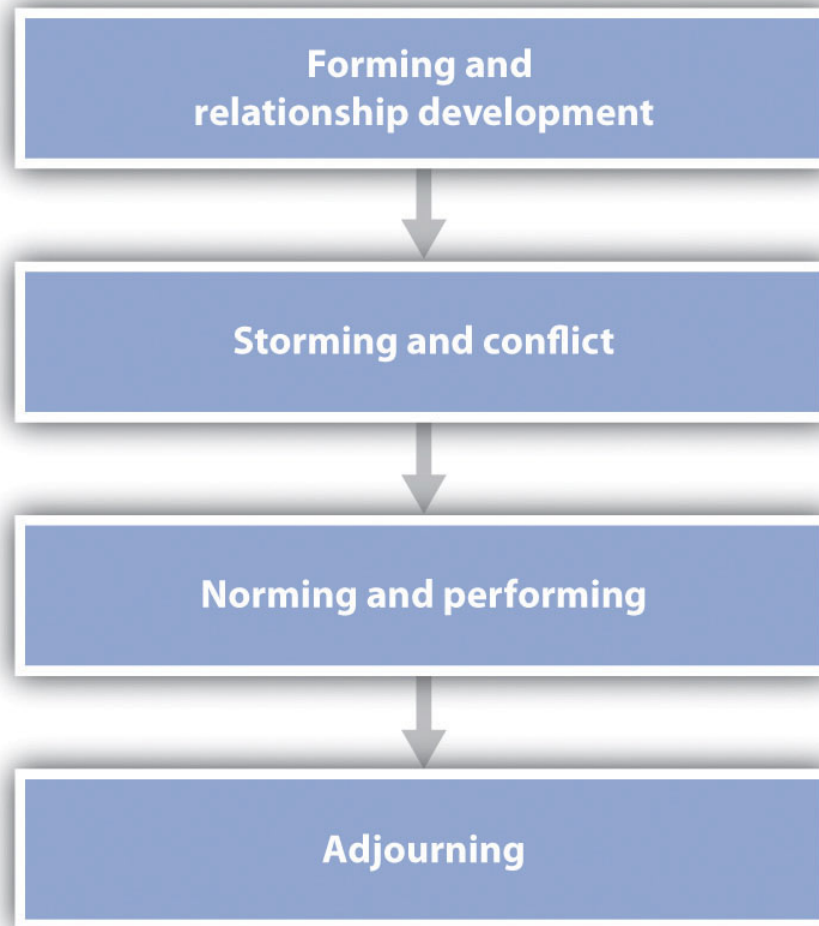 Forming and
relationship development
Storming and conflict
Norming and performing
Adjourning